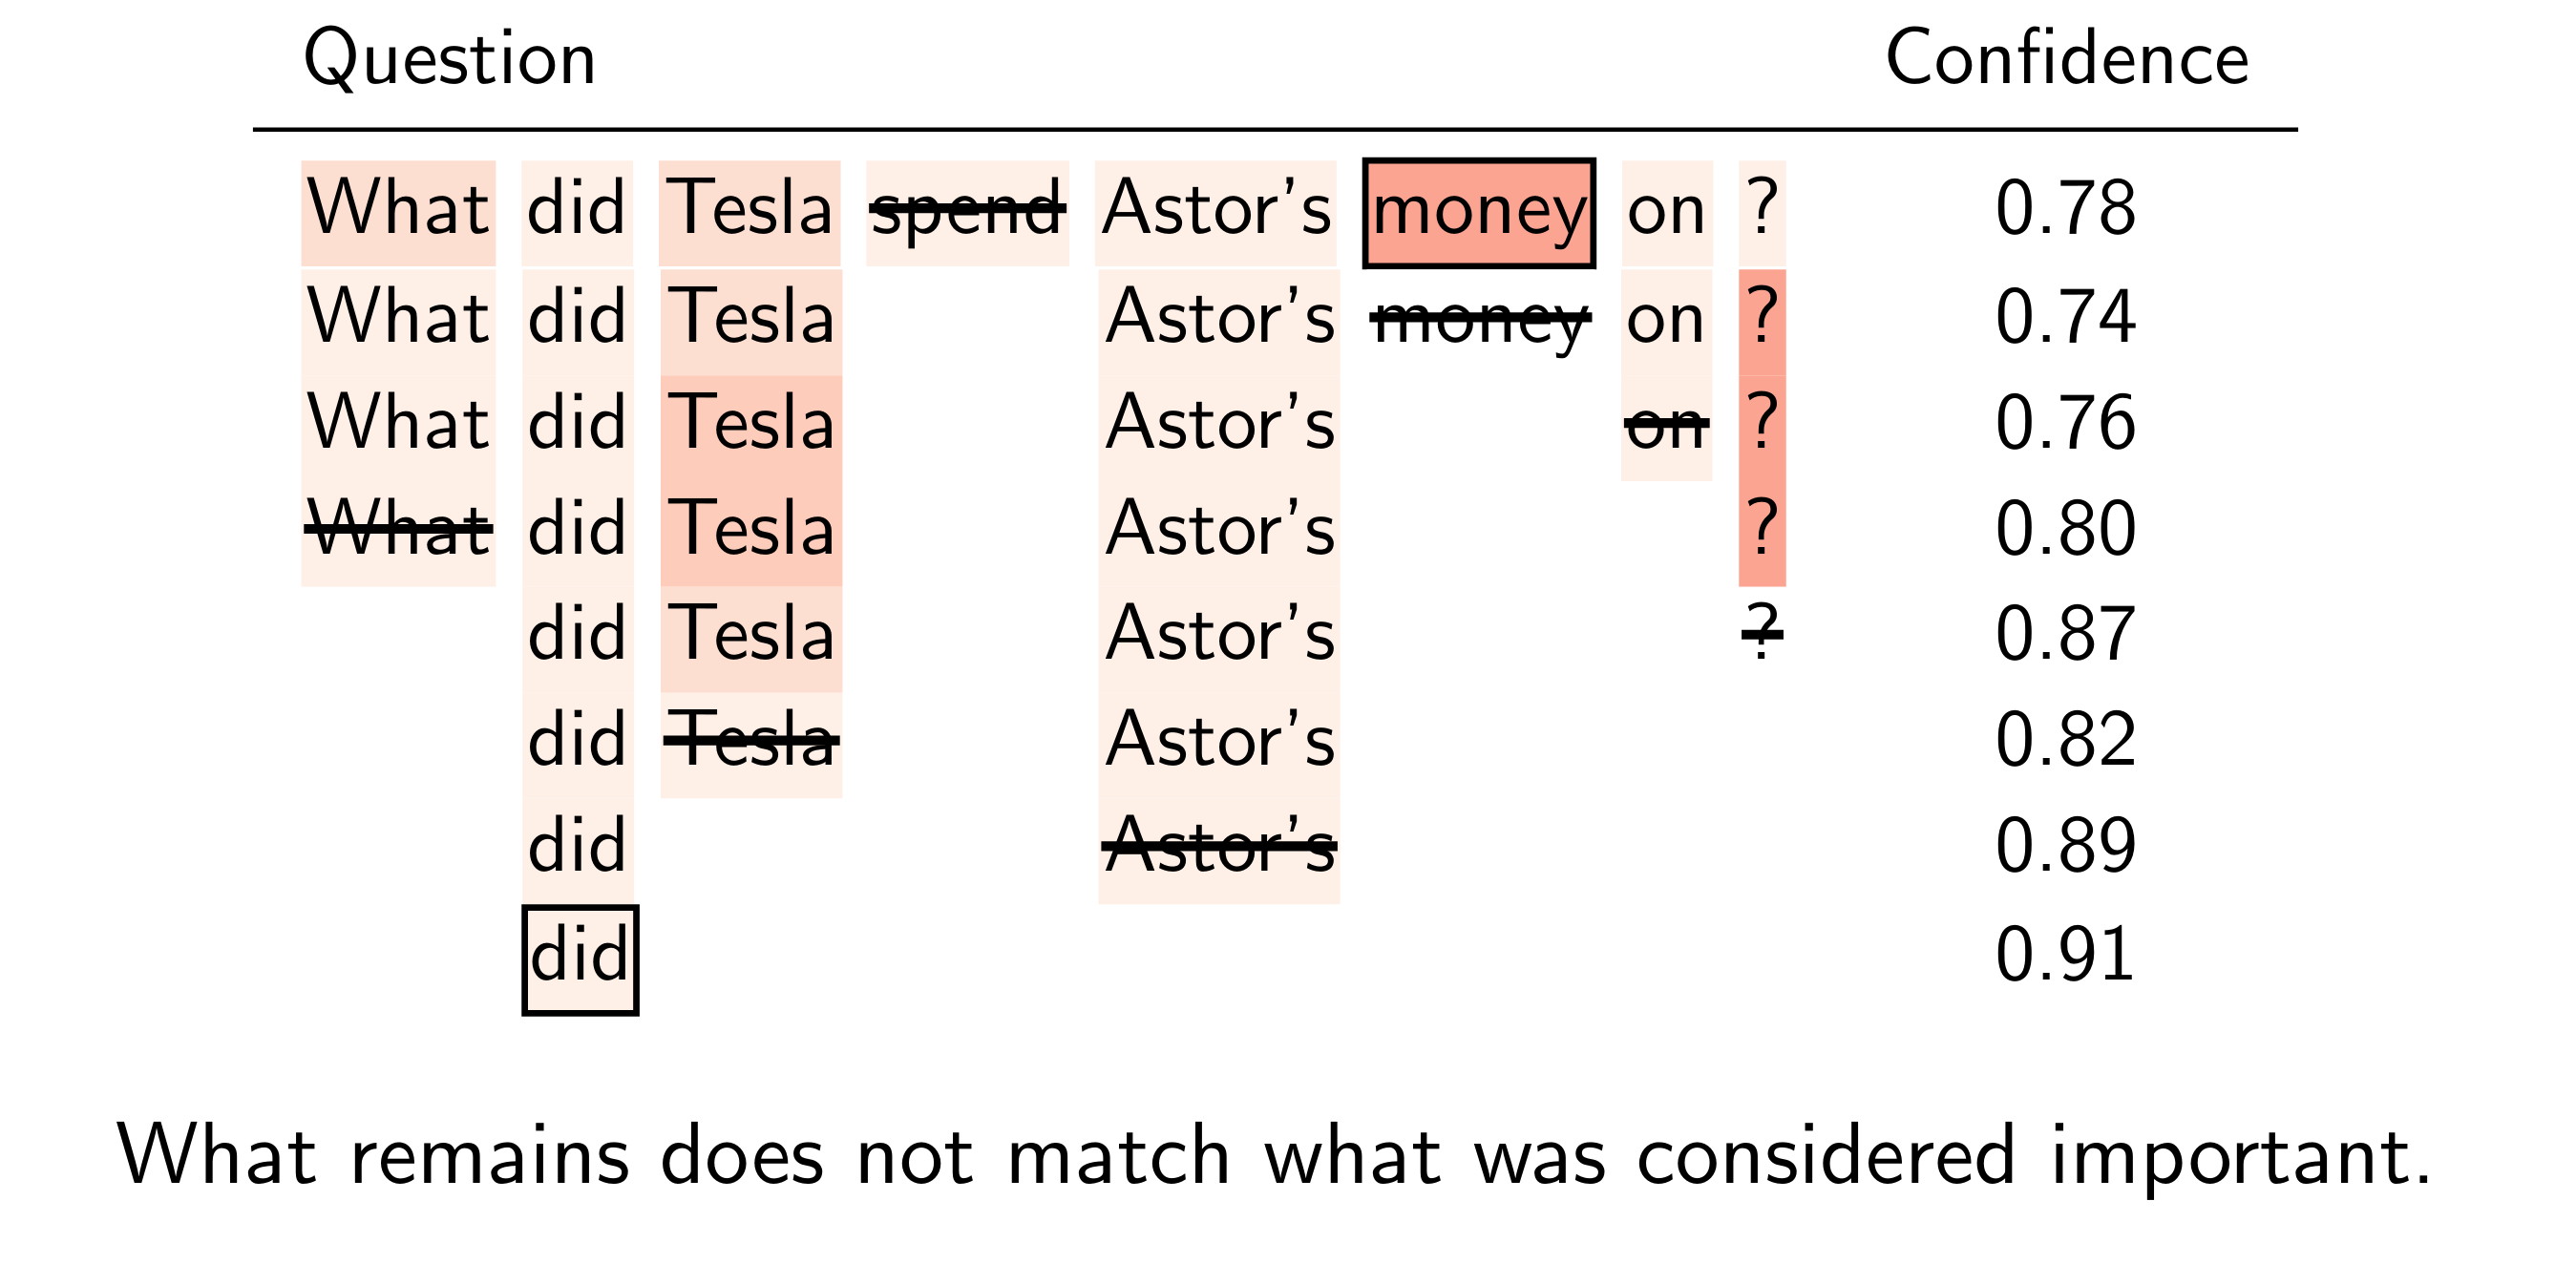 Question Confidence
What did Tesla spend Astor's money on ? 0.78
What did Tesla Astor's money on ? 0.74
What did Tesla Astor's on ? 0.76
What did Tesla Astor's ? 0.80
did Tesla Astor's ? 0.87
did Tesla Astor's 0.82
did Astor's 0.89
did 0.91
What remains does not match what was considered important.